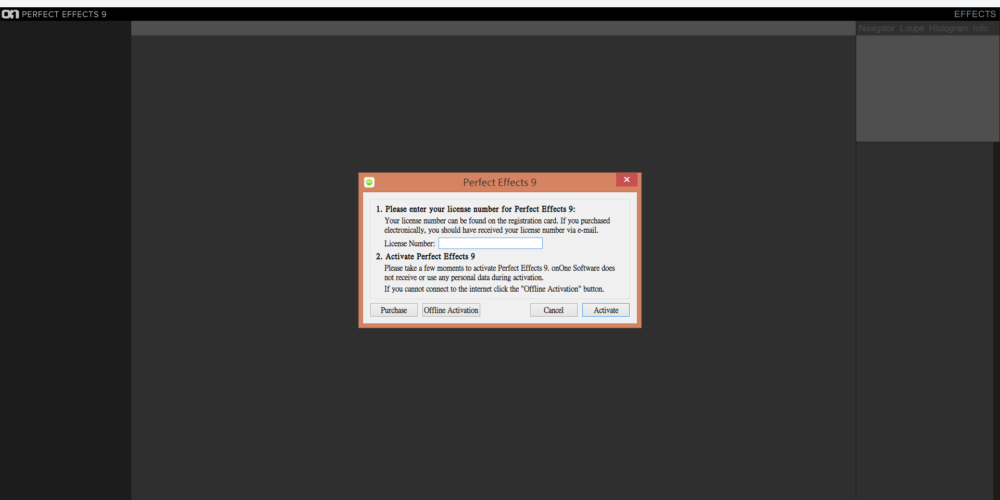 on PERFECT EFFECTS 9
EFFECTS
Navigator Loupe Histogram Info
Perfect Effects 9
1. Please enter your license number for Perfect Effects 9:
Your license number can be found on the registration card. If you purchased
electronically, you should have received your license number via e-mail.
License Number:
2. Activate Perfect Effects 9
Please take a few moments to activate Perfect Effects 9. onOne Software does
not receive or use any personal data during activation.
If you cannot connect to the internet click the "Offline Activation" button.
Purchase Offline Activation Cancel Activate